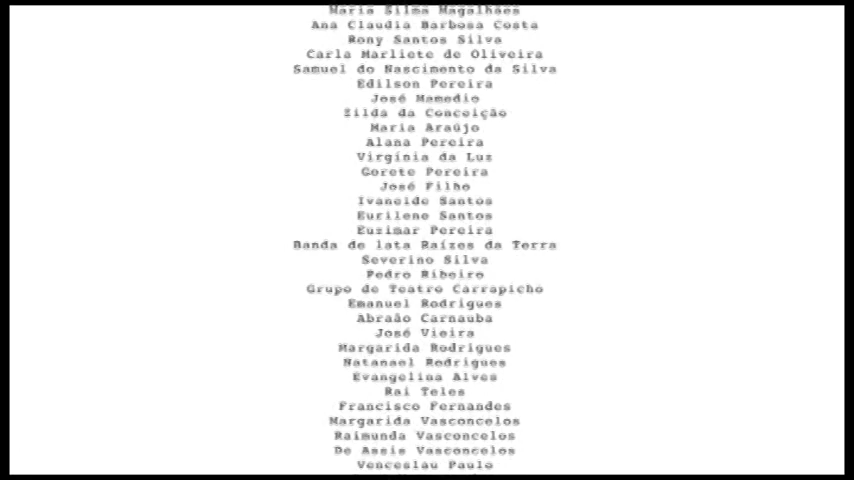 Maria Silma Magalhães
Ana Claudia Barbosa Costa
Rony Santos Silva
Carla Marliete de Oliveira
Samuel do Nascimento da Silva
Edilson Pereira
José Mamedio
Zilda da Conceição
Maria Araújo
Alana Pereira
Virgínia da Luz
Gorete Pereira
José Filho
Ivaneide Santos
Eurilene Santos
Eusimar Pereira
Banda de lata Raízes da Terra
Severino Silva
Pedro Ribeiro
Grupo de Teatro Carrapicho
Emanuel Rodrigues
Abraão Carnauba
José Vieira
Margarida Rodrigues
Natanael Rodrigues
Evangelina Alves
Rai Teles
Francisco Fernandes
Margarida Vasconcelos
Raimunda Vasconcelos
De Assis Vasconcelos
Venceslau Paulo